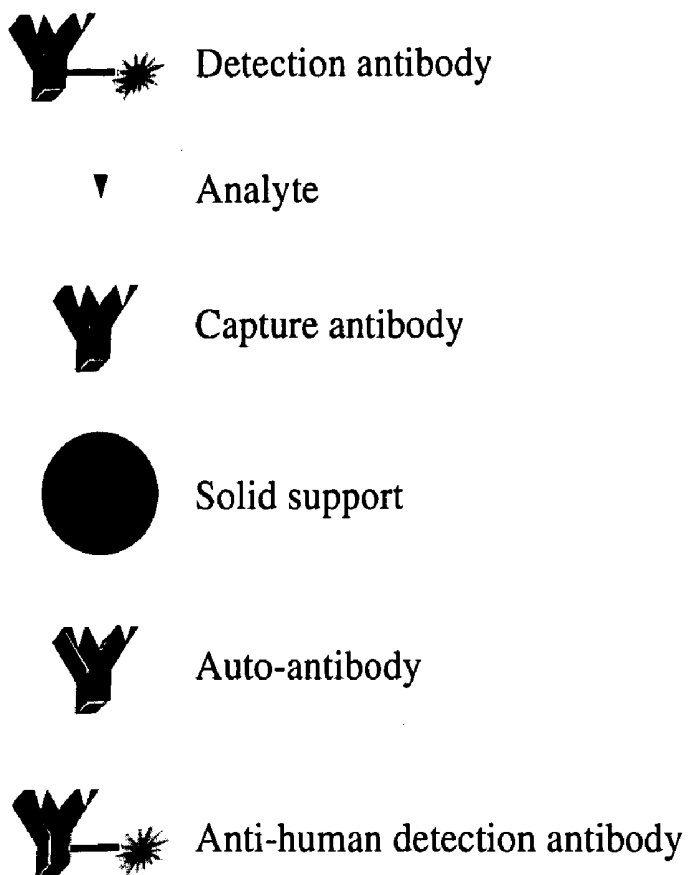 Detection antibody
Analyte
Capture antibody
Solid support
Auto-antibody
Anti-human detection antibody